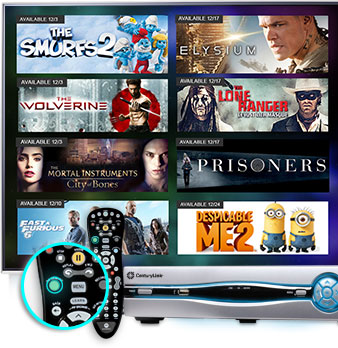 AVAILABLE 12/3
THE
SMURFS 2
AVAILABLE 12/17
ELYSIUM
AVAILABLE 12/3
THE
WOLVERINE
AVAILABLE 12/17
THE
LONE
RANGER
AVAILABLE 12/3
THE
MORTAL INSTRUMENTS
City of Bones
AVAILABLE 12/17
PRISONERS
AVAILABLE 12/10
FAST &
FURIOUS
6
AVAILABLE 12/24
DESPICABLE
ME 2
MENU
LEARN
CenturyLink